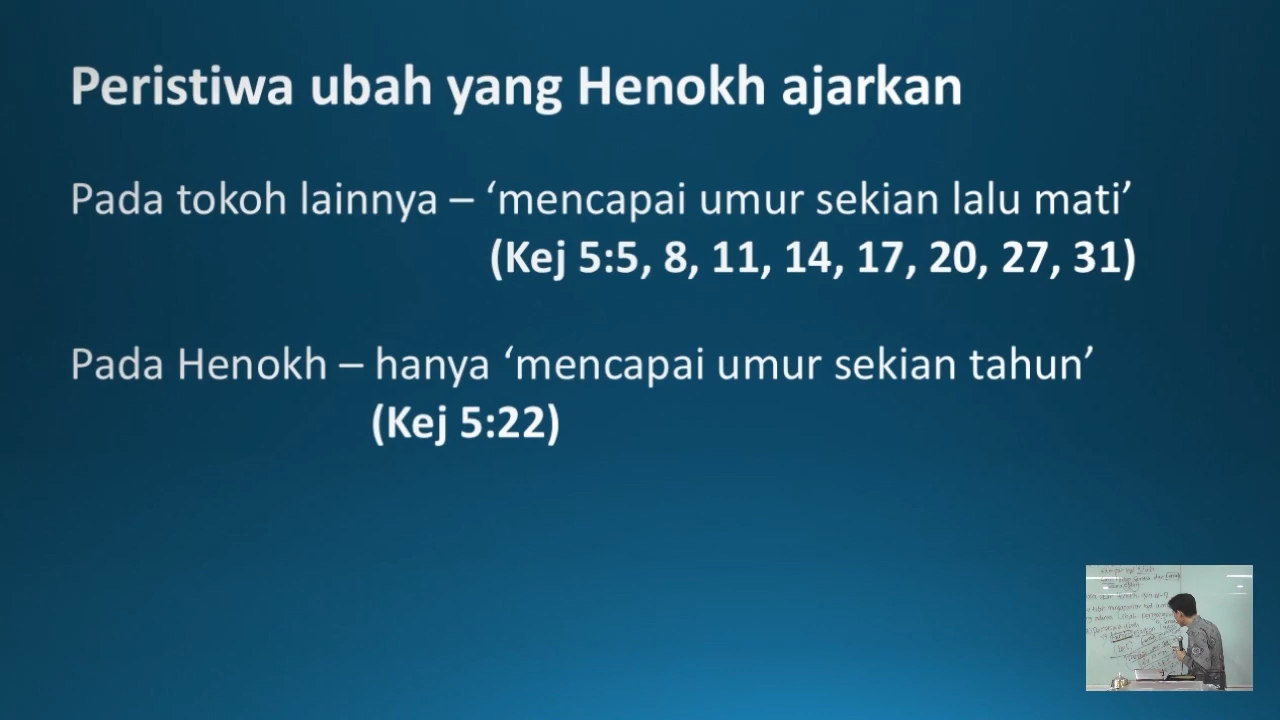 Peristiwa ubah yang Henokh ajarkan
Pada tokoh lainnya – ‘mencapai umur sekian lalu mati’
(Kej 5:5, 8, 11, 14, 17, 20, 27, 31)
Pada Henokh – hanya ‘mencapai umur sekian tahun’
(Kej 5:22)